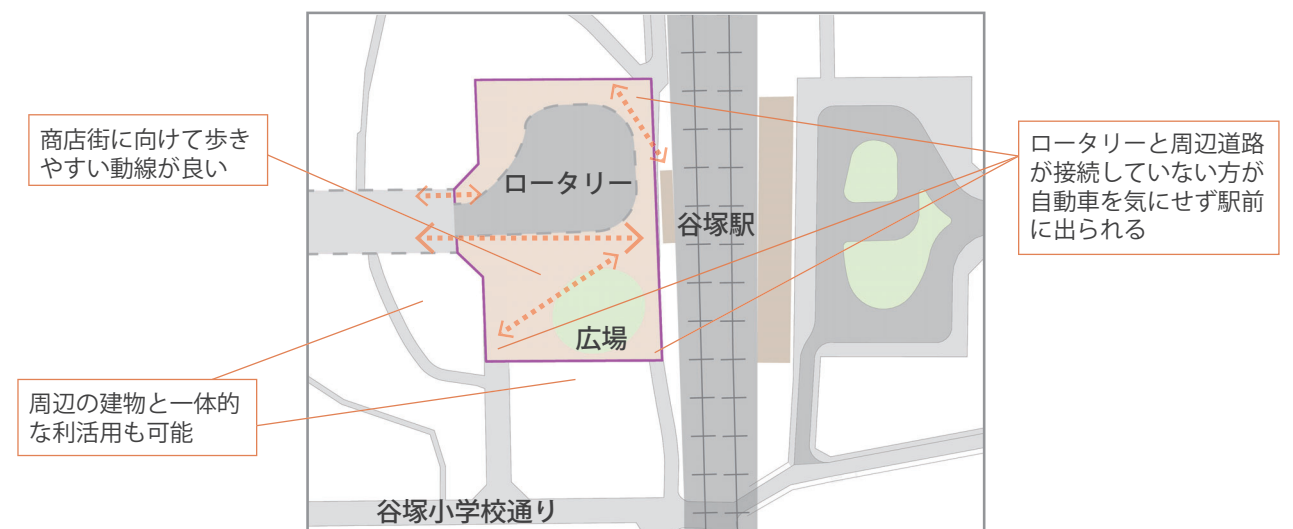 商店街に向けて歩き
やすい動線が良い
ロータリー
谷塚駅
ロータリーと周辺道路
が接続していない方が
自動車を気にせず駅前
に出られる
広場
周辺の建物と一体的
な利活用も可能
谷塚小学校通り